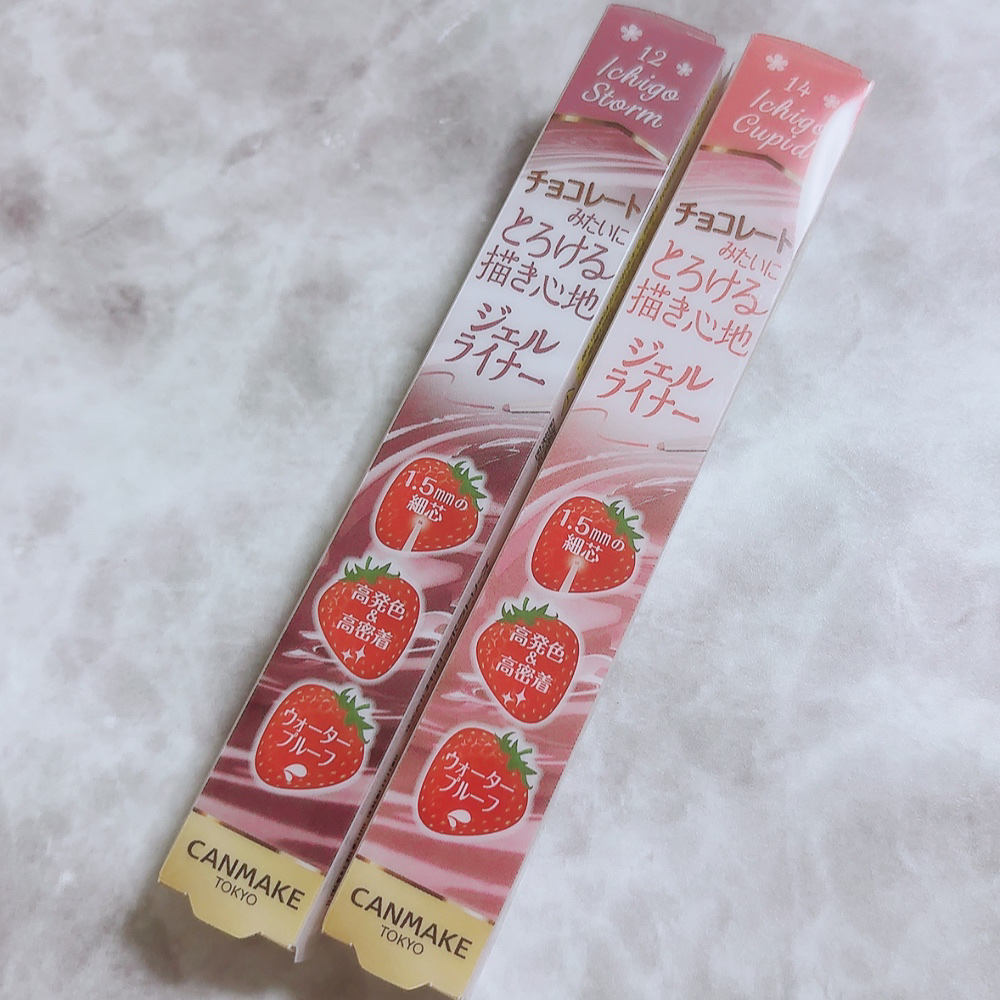 12
Ichigo
Storm
チョコレート
みたいに
とろける
描き心地
ジェル
ライナー
1.5mmの
細芯
高発色
&
高密着
ウォーター
プルーフ
CANMAKE
TOKYO
14
Ichigo
Cupid
チョコレート
みたいに
とろける
描き心地
ジェル
ライナー
1.5mmの
細芯
高発色
&
高密着
ウォーター
プルーフ
CANMAKE
TOKYO